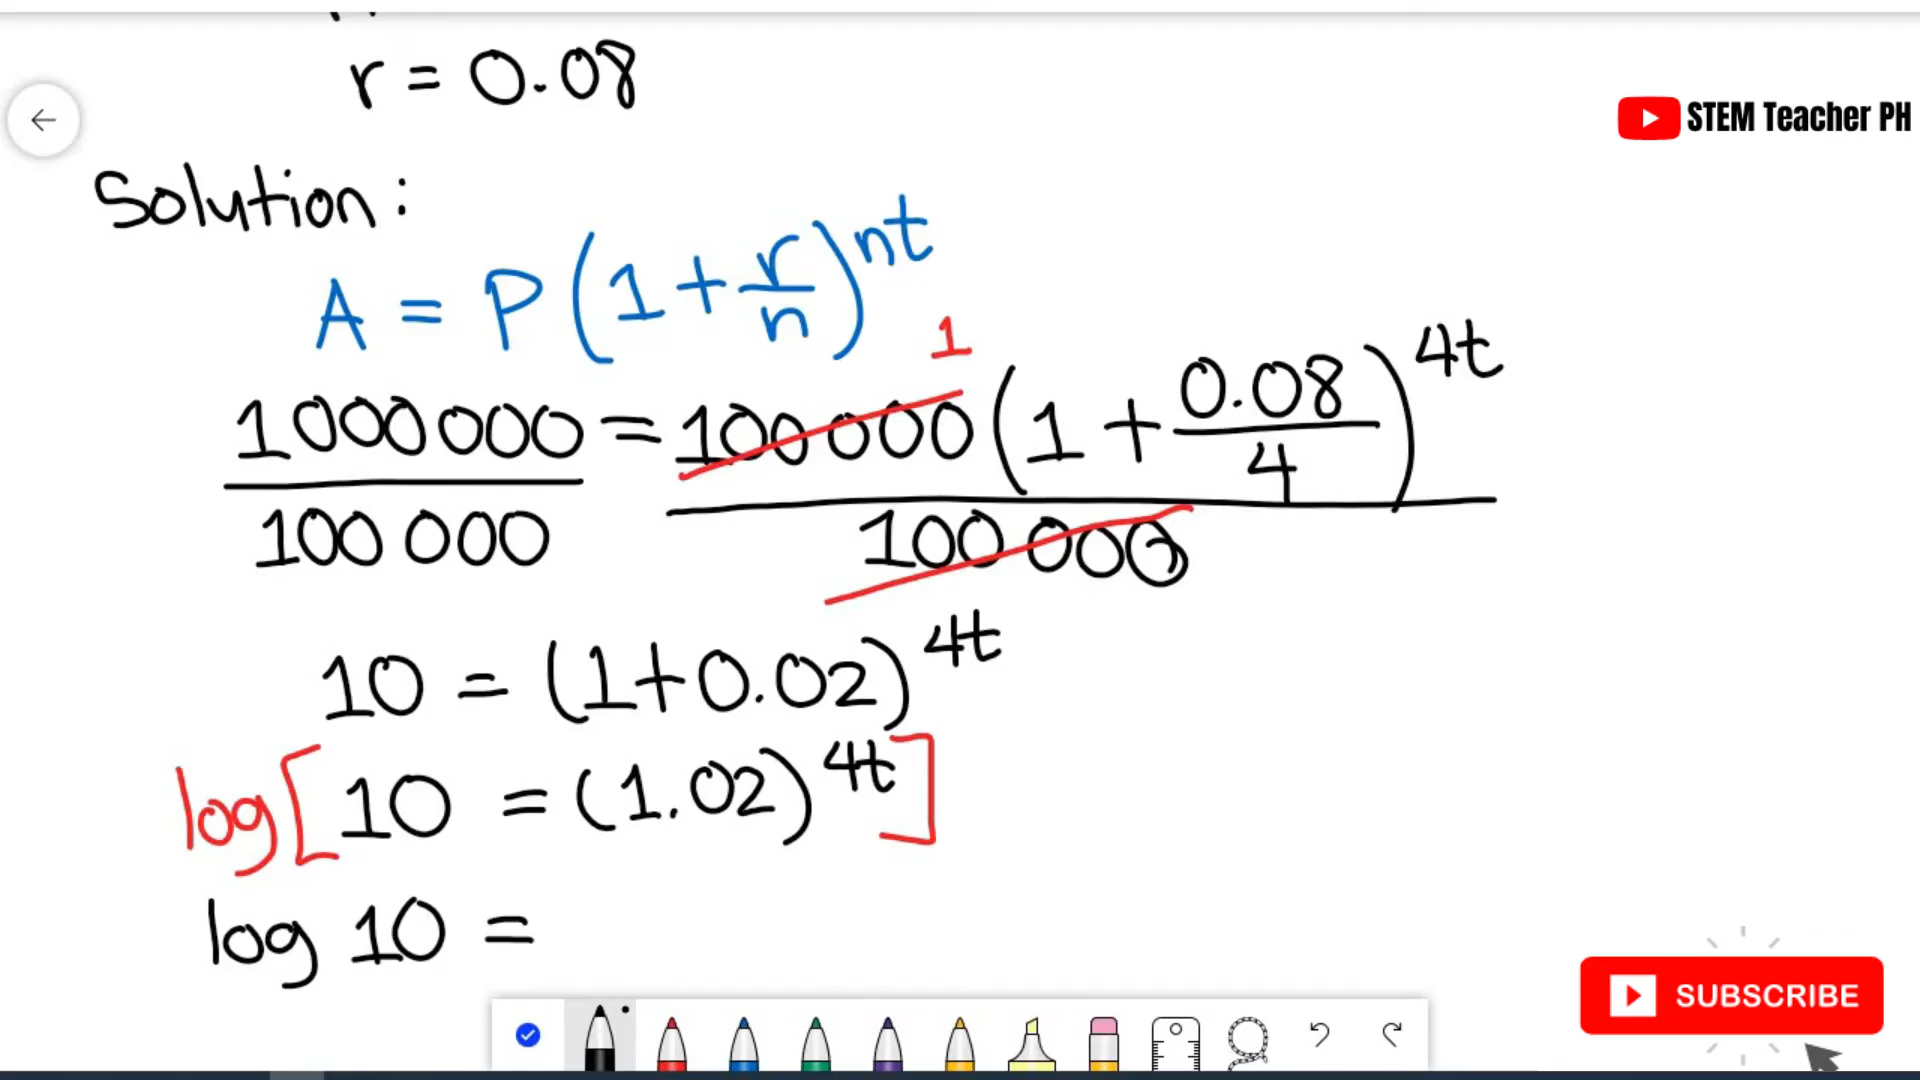 r = 0.08
STEM Teacher PH
Solution:
A = P(1 + r/n)^nt
1
1000000/100000 = 100000(1 + 0.08/4)^4t/100000
10 = (1+0.02)^4t
log[10 = (1.02)^4t]
log 10 =
SUBSCRIBE